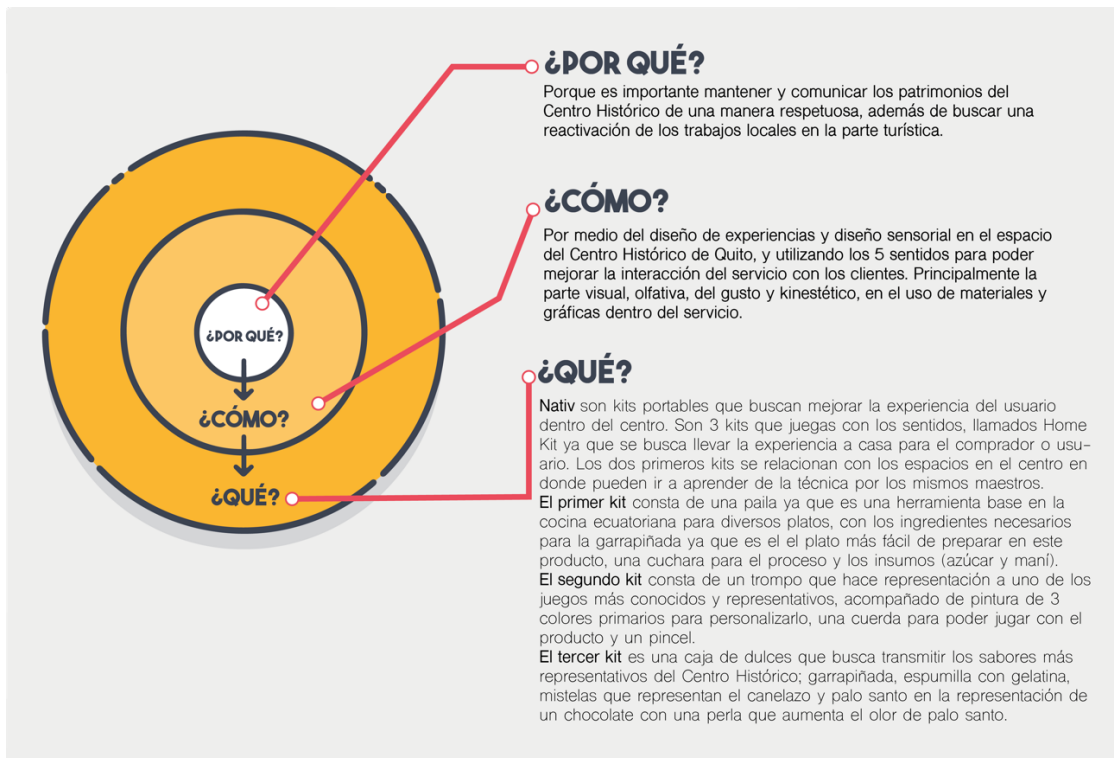 ¿POR QUÉ?
Porque es importante mantener y comunicar los patrimonios del
Centro Histórico de una manera respetuosa, además de buscar una
reactivación de los trabajos locales en la parte turística.
¿CÓMO?
Por medio del diseño de experiencias y diseño sensorial en el espacio
del Centro Histórico de Quito, y utilizando los 5 sentidos para poder
mejorar la interacción del servicio con los clientes. Principalmente la
parte visual, olfativa, del gusto y kinestético, en el uso de materiales y
gráficas dentro del servicio.
¿QUÉ?
Nativ son kits portables que buscan mejorar la experiencia del usuario
dentro del centro. Son 3 kits que juegas con los sentidos, llamados Home
Kit ya que se busca llevar la experiencia a casa para el comprador o usu-
ario. Los dos primeros kits se relacionan con los espacios en el centro en
donde pueden ir a aprender de la técnica por los mismos maestros.
El primer kit consta de una paila ya que es una herramienta base en la
cocina ecuatoriana para diversos platos, con los ingredientes necesarios
para la garrapiñada ya que es el el plato más fácil de preparar en este
producto, una cuchara para el proceso y los insumos (azúcar y maní).
El segundo kit consta de un trompo que hace representación a uno de los
juegos más conocidos y representativos, acompañado de pintura de 3
colores primarios para personalizarlo, una cuerda para poder jugar con el
producto y un pincel.
El tercer kit es una caja de dulces que busca transmitir los sabores más
representativos del Centro Histórico; garrapiñada, espumilla con gelatina,
mistelas que representan el canelazo y palo santo en la representación de
un chocolate con una perla que aumenta el olor de palo santo.
¿POR QUÉ?
¿CÓMO?
¿QUÉ?